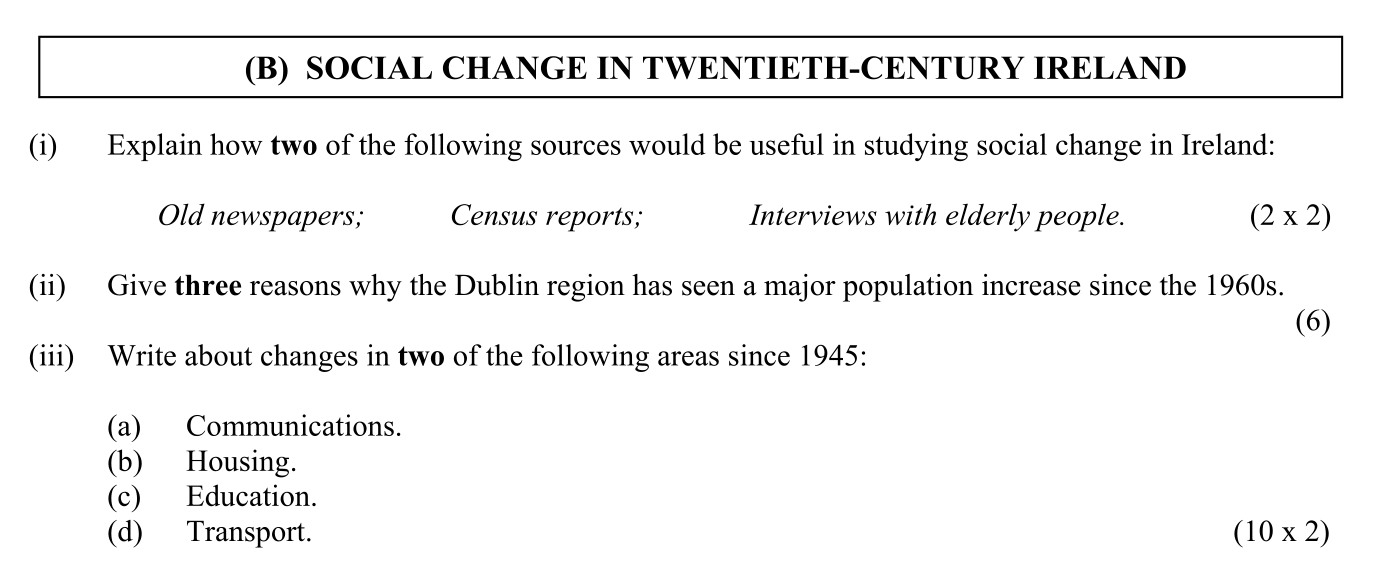 (B) SOCIAL CHANGE IN TWENTIETH-CENTURY IRELAND
(i) Explain how two of the following sources would be useful in studying social change in Ireland:
Old newspapers; Census reports; Interviews with elderly people. (2 x 2)
(ii) Give three reasons why the Dublin region has seen a major population increase since the 1960s.
(6)
(iii) Write about changes in two of the following areas since 1945:
(a) Communications.
(b) Housing.
(c) Education.
(d) Transport. (10 x 2)